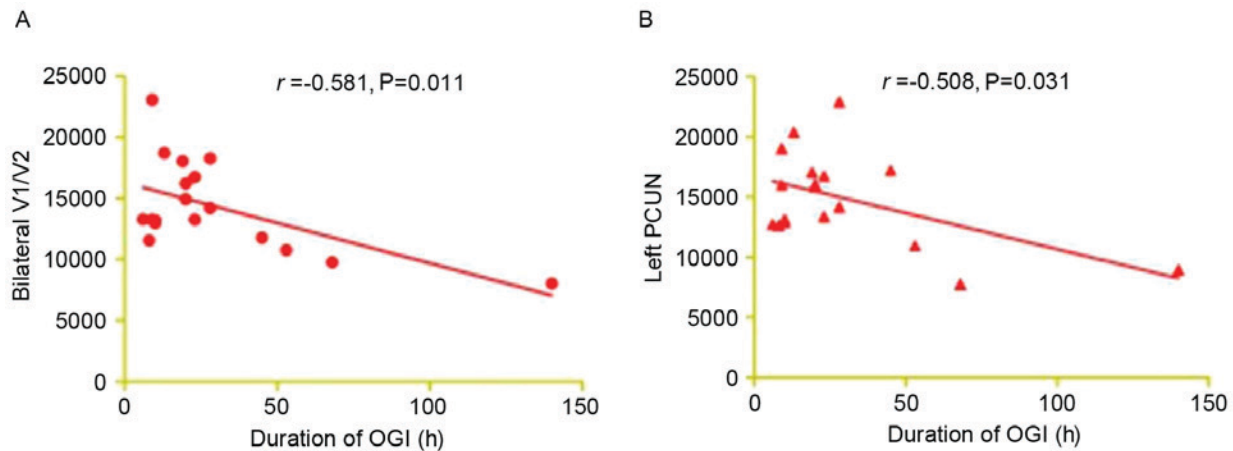 A
r =-0.581, P=0.011
Bilateral V1/V2
25000
20000
15000
10000
5000
0
0 50 100 150
Duration of OGI (h)
B
r =-0.508, P=0.031
Left PCUN
25000
20000
15000
10000
5000
0
0 50 100 150
Duration of OGI (h)